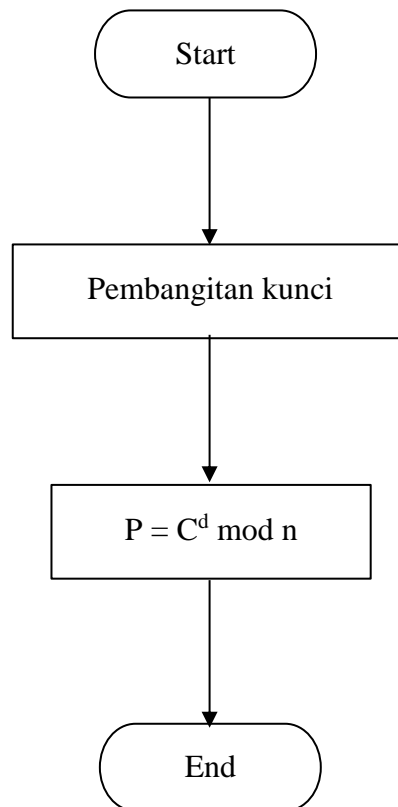 Start
Pembangitan kunci
P = C^d mod n
End